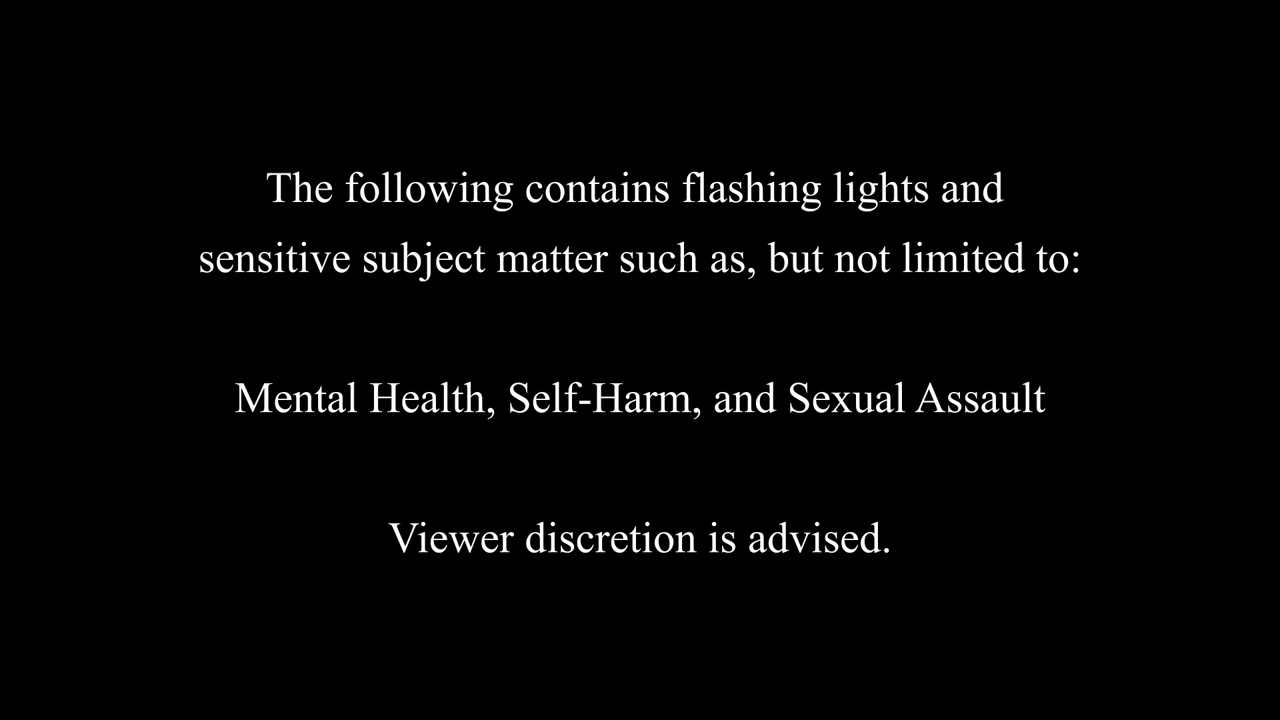 The following contains flashing lights and
sensitive subject matter such as, but not limited to:
Mental Health, Self-Harm, and Sexual Assault
Viewer discretion is advised.